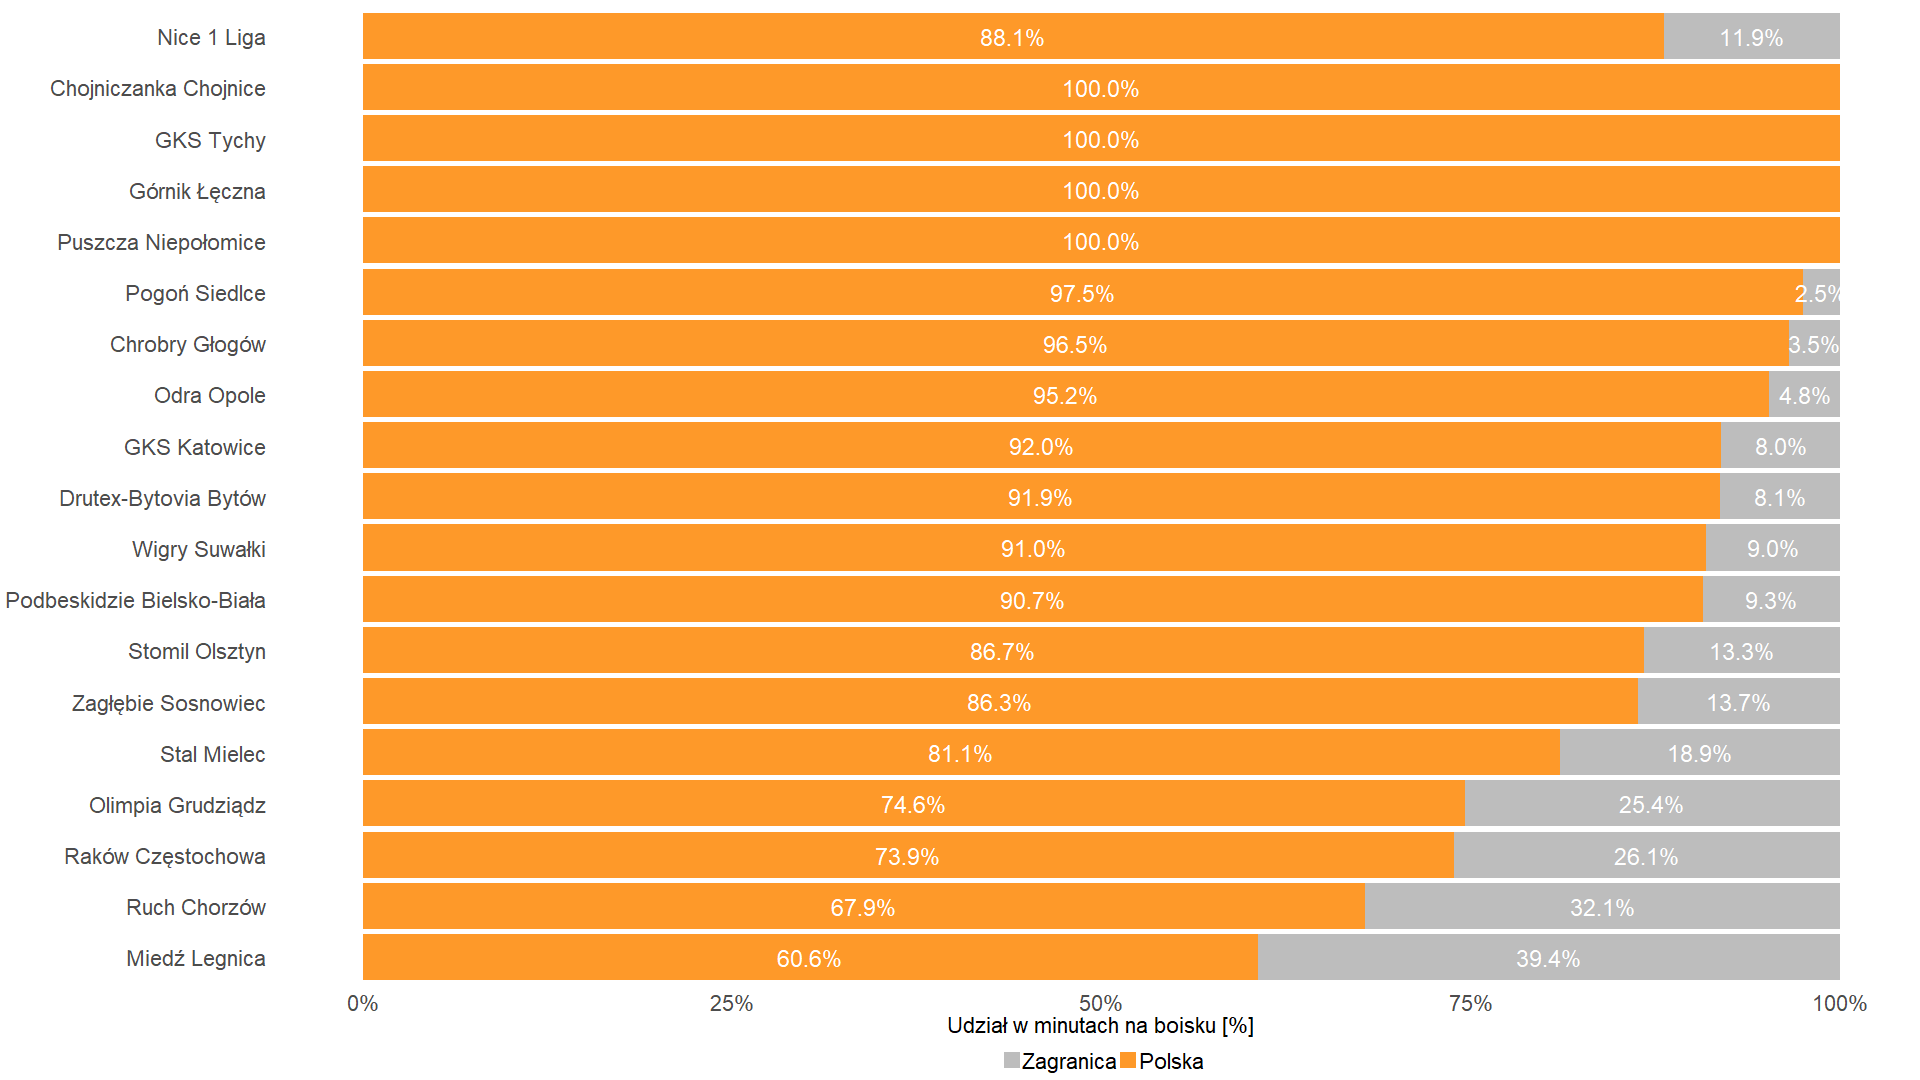 Nice 1 Liga 88.1% 11.9%
Chojniczanka Chojnice 100.0%
GKS Tychy 100.0%
Górnik Łęczna 100.0%
Puszcza Niepołomice 100.0%
Pogoń Siedlce 97.5% 2.5%
Chrobry Głogów 96.5% 3.5%
Odra Opole 95.2% 4.8%
GKS Katowice 92.0% 8.0%
Drutex-Bytovia Bytów 91.9% 8.1%
Wigry Suwałki 91.0% 9.0%
Podbeskidzie Bielsko-Biała 90.7% 9.3%
Stomil Olsztyn 86.7% 13.3%
Zagłębie Sosnowiec 86.3% 13.7%
Stal Mielec 81.1% 18.9%
Olimpia Grudziądz 74.6% 25.4%
Raków Częstochowa 73.9% 26.1%
Ruch Chorzów 67.9% 32.1%
Miedź Legnica 60.6% 39.4%
0% 25% 50% 75% 100%
Udział w minutach na boisku [%]
Zagranica Polska